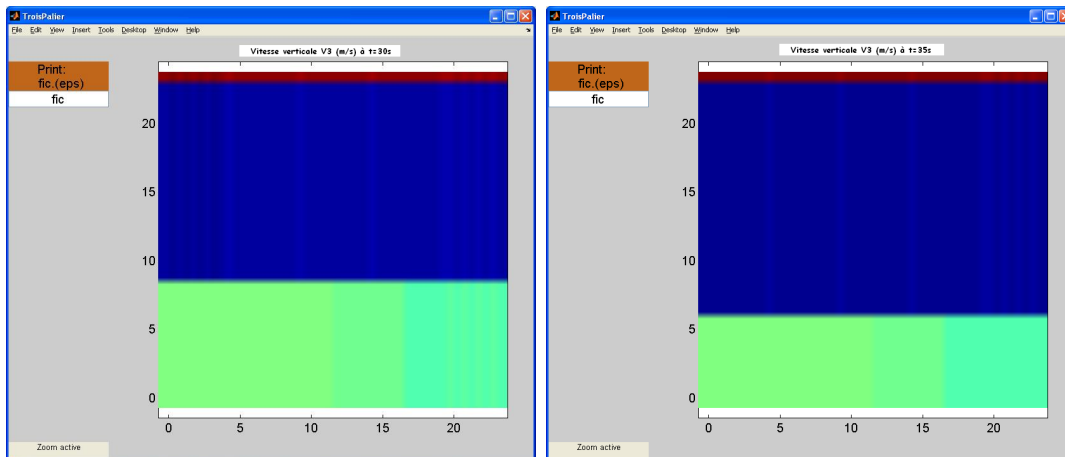 TroisPalier
File Edit View Insert Tools Desktop Window Help
Vitesse verticale V3 (m/s) à t=30s
Print:
fic.(eps)
fic
20
15
10
5
0
0 5 10 15 20
Zoom active
TroisPalier
File Edit View Insert Tools Desktop Window Help
Vitesse verticale V3 (m/s) à t=35s
Print:
fic.(eps)
fic
20
15
10
5
0
0 5 10 15 20
Zoom active